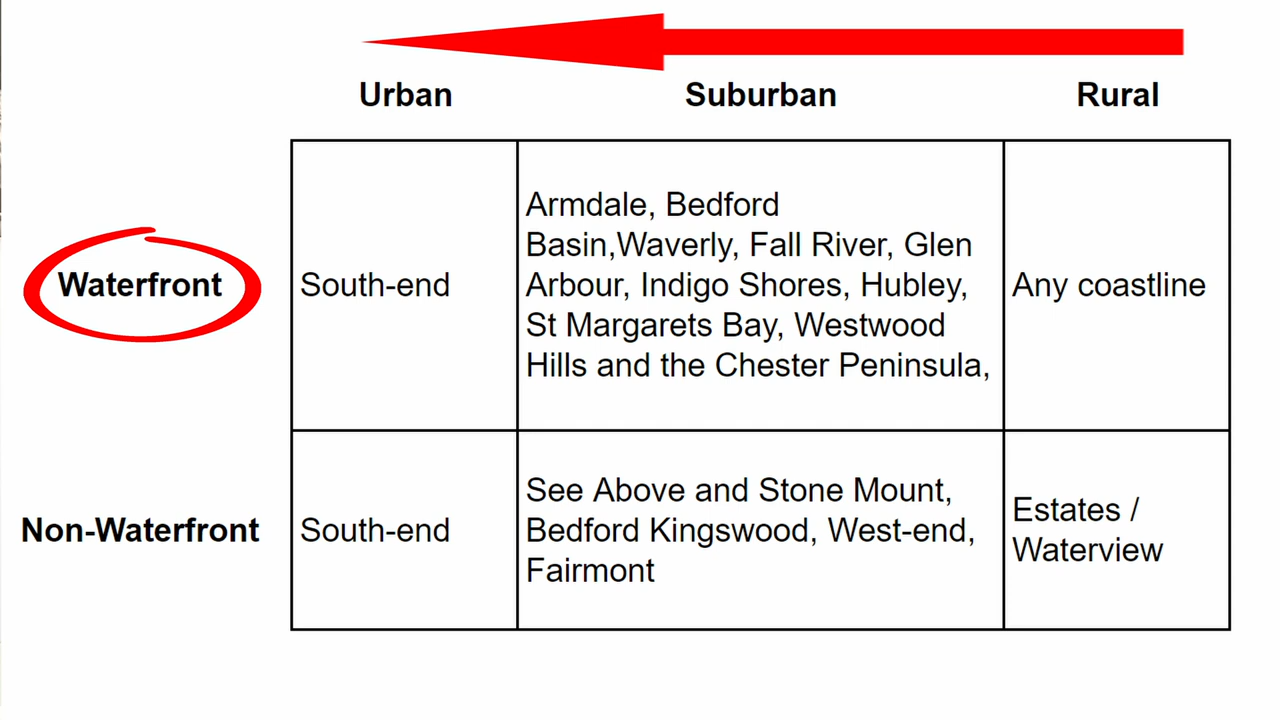 Urban Suburban Rural
Armdale, Bedford
Basin,Waverly, Fall River, Glen
Waterfront South-end Arbour, Indigo Shores, Hubley, Any coastline
St Margarets Bay, Westwood
Hills and the Chester Peninsula,
See Above and Stone Mount,
Non-Waterfront South-end Bedford Kingswood, West-end, Estates /
Fairmont Waterview